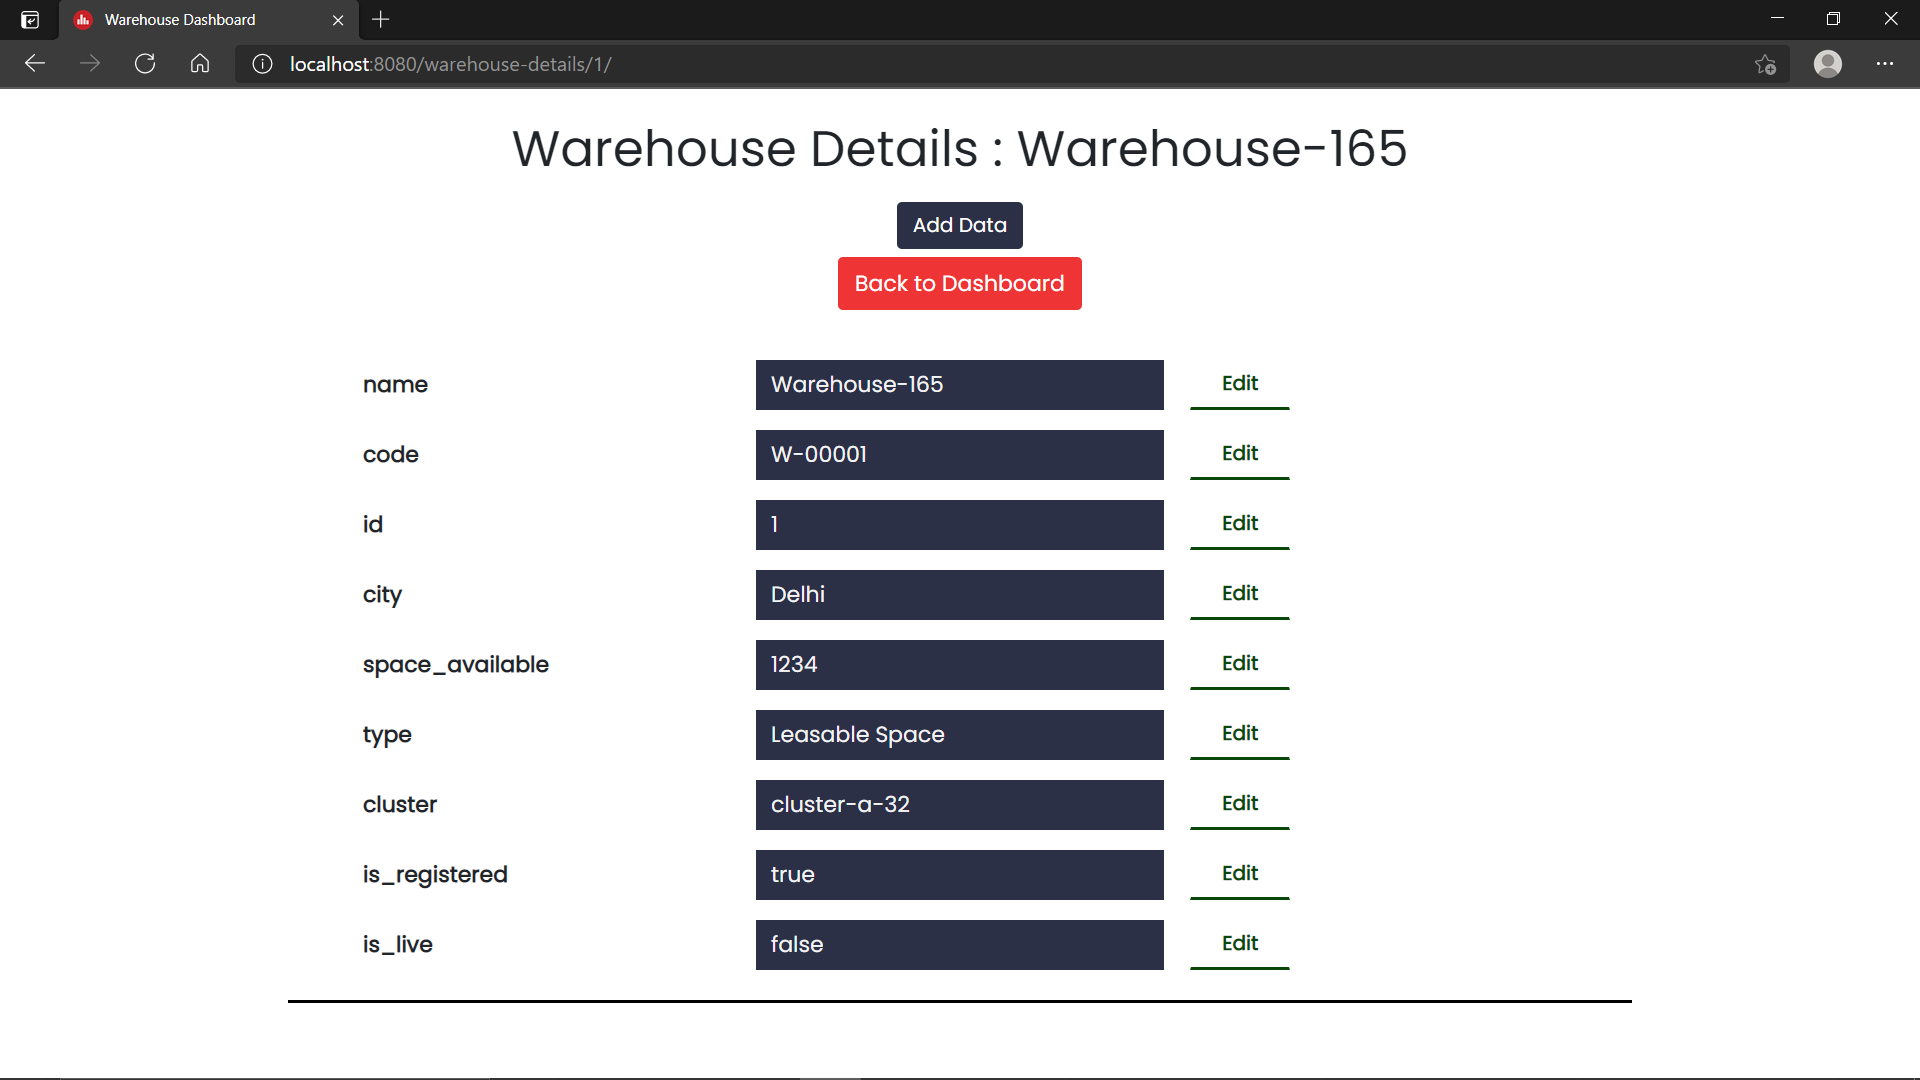 Warehouse Dashboard
localhost:8080/warehouse-details/1/
Warehouse Details : Warehouse-165
Add Data
Back to Dashboard
name Warehouse-165 Edit
code W-00001 Edit
id 1 Edit
city Delhi Edit
space_available 1234 Edit
type Leasable Space Edit
cluster cluster-a-32 Edit
is_registered true Edit
is_live false Edit